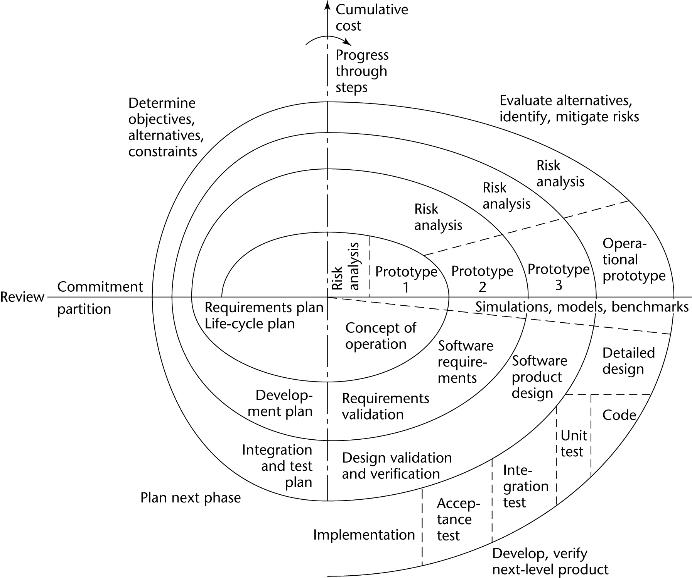 Cumulative
cost
Progress
through
steps
Determine
objectives,
alternatives,
constraints
Evaluate alternatives,
identify, mitigate risks
Risk
analysis
Risk
analysis
Risk
analysis
Risk
analysis
Prototype
1
Prototype
2
Prototype
3
Opera-
tional
prototype
Review
Commitment
partition
Requirements plan
Life-cycle plan
Simulations, models, benchmarks
Concept of
operation
Software
require-
ments
Software
product
design
Detailed
design
Develop-
ment plan
Requirements
validation
Code
Unit
test
Integration
and test
plan
Design validation
and verification
Inte-
gration
test
Plan next phase
Accep-
tance
test
Implementation
Develop, verify
next-level product